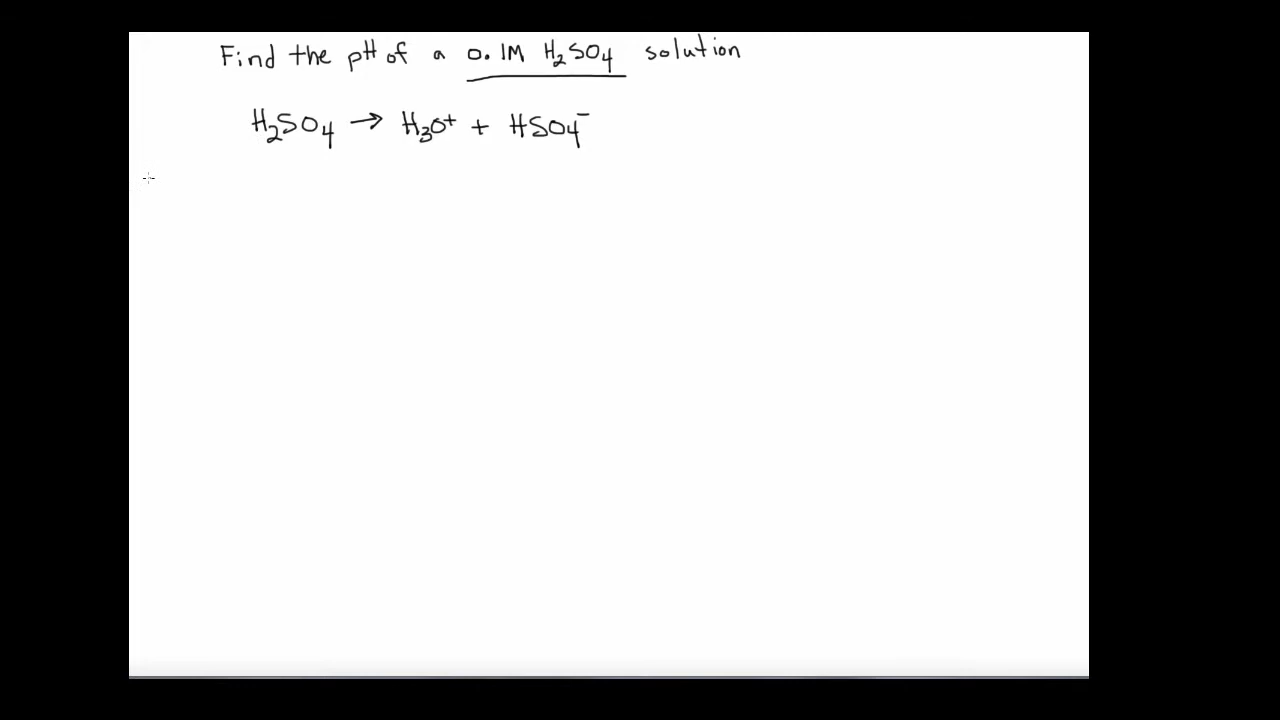 Find the pH of a 0.1M H₂SO₄ solution
H₂SO₄ → H₃O⁺ + HSO₄⁻